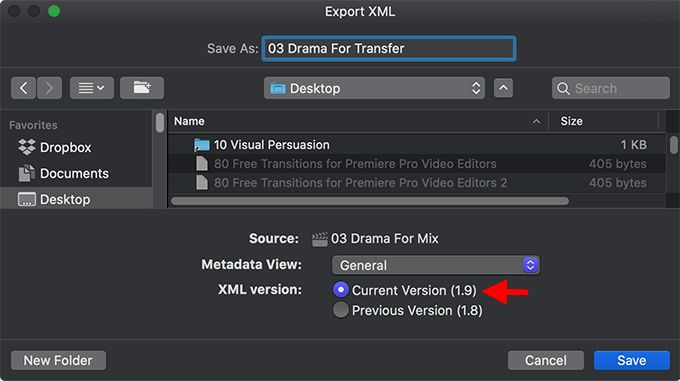 Export XML
Save As: 03 Drama For Transfer
Desktop
Search
Favorites
Name Size
Dropbox
10 Visual Persuasion 1 KB
Documents
80 Free Transitions for Premiere Pro Video Editors 405 bytes
Desktop
80 Free Transitions for Premiere Pro Video Editors 2 405 bytes
Source: 03 Drama For Mix
Metadata View: General
XML version: Current Version (1.9)
Previous Version (1.8)
New Folder Cancel Save